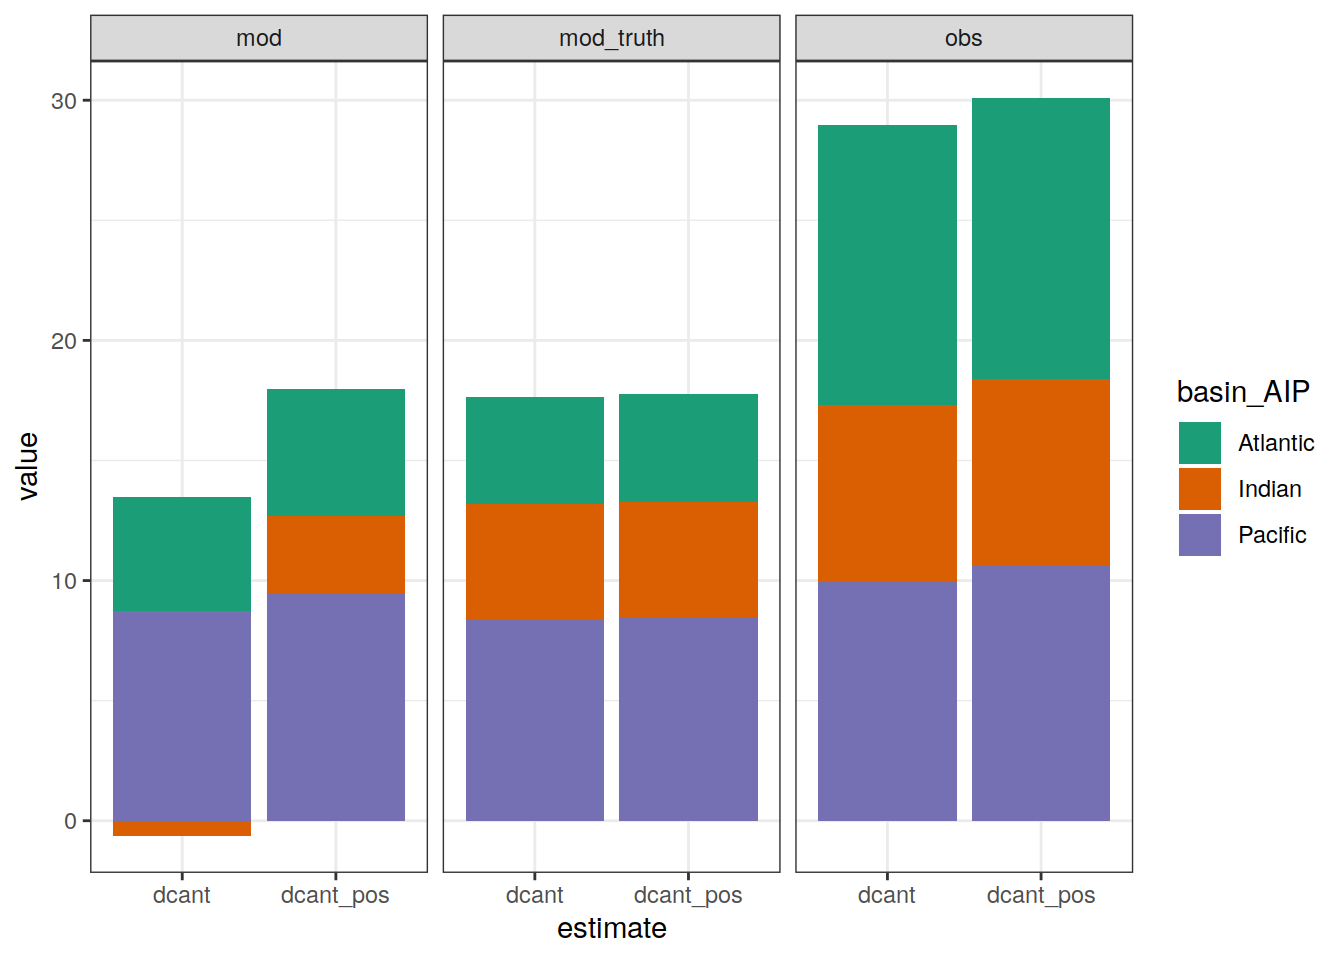 mod
mod_truth
obs
30
20
10
0
value
dcant
dcant_pos
dcant
dcant_pos
dcant
dcant_pos
estimate
basin_AIP
Atlantic
Indian
Pacific